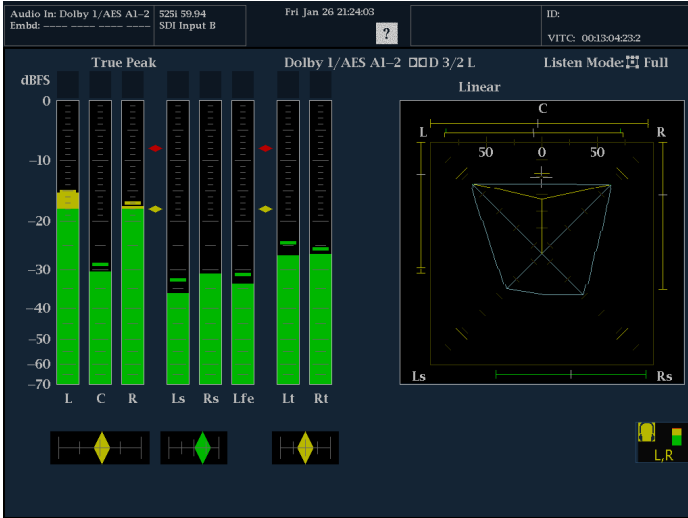 Audio In: Dolby 1/AES A1–2
Embd: –––– –––– –––– ––––
525i 59.94
SDI Input B
Fri Jan 26 21:24:03
?
ID:
VITC: 00:13:04:23:2
True Peak
Dolby 1/AES A1–2 D 3/2 L
Listen Mode: Full
dBFS
Linear
0
–10
–20
–30
–40
–50
–60
–70
L C R Ls Rs Lfe Lt Rt
C
L R
50 0 50
Ls Rs
L,R